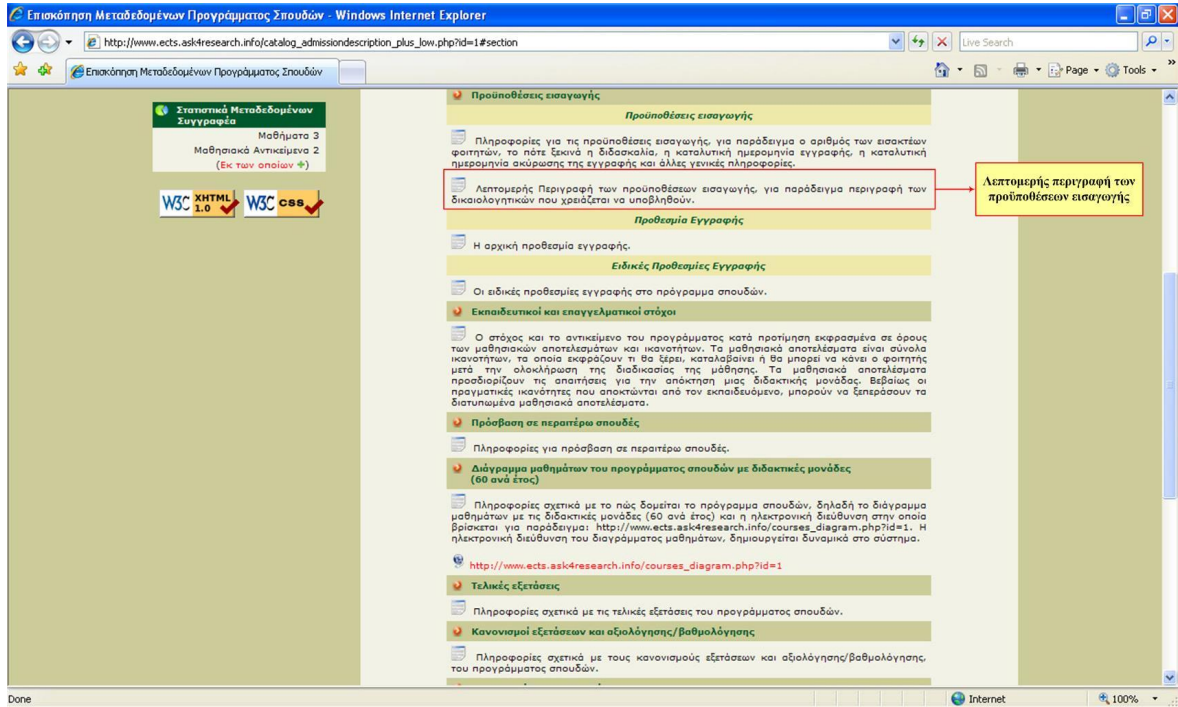 Επισκόπηση Μεταδεδομένων Προγράμματος Σπουδών - Windows Internet Explorer
http://www.ects.ask4research.info/catalog_admissiondescription_plus_low.php?id=1#section
Live Search
Επισκόπηση Μεταδεδομένων Προγράμματος Σπουδών
Page
Tools
Στατιστικά Μεταδεδομένων
Συγγραφέα
Μαθήματα 3
Μαθησιακά Αντικείμενα 2
(Εκ των οποίων +)
W3C XHTML 1.0
W3C css
Προϋποθέσεις εισαγωγής
Προϋποθέσεις εισαγωγής
Πληροφορίες για τις προϋποθέσεις εισαγωγής, για παράδειγμα ο αριθμός των εισακτέων
φοιτητών, το πότε ξεκινά η διδασκαλία, η καταλυτική ημερομηνία εγγραφής, η καταλυτική
ημερομηνία ακύρωσης της εγγραφής και άλλες γενικές πληροφορίες.
Λεπτομερής Περιγραφή των προϋποθέσεων εισαγωγής, για παράδειγμα περιγραφή των
δικαιολογητικών που χρειάζεται να υποβληθούν.
Λεπτομερής περιγραφή των
προϋποθέσεων εισαγωγής
Προθεσμία Εγγραφής
Η αρχική προθεσμία εγγραφής.
Ειδικές Προθεσμίες Εγγραφής
Οι ειδικές προθεσμίες εγγραφής στο πρόγραμμα σπουδών.
Εκπαιδευτικοί και επαγγελματικοί στόχοι
Ο στόχος και το αντικείμενο του προγράμματος κατά προτίμηση εκφρασμένα σε όρους
των μαθησιακών αποτελεσμάτων και ικανοτήτων. Τα μαθησιακά αποτελέσματα είναι σύνολα
ικανοτήτων, τα οποία εκφράζουν τι θα ξέρει, καταλαβαίνει ή θα μπορεί να κάνει ο φοιτητής
μετά την ολοκλήρωση της διαδικασίας της μάθησης. Τα μαθησιακά αποτελέσματα
προσδιορίζουν τις απαιτήσεις για την απόκτηση μιας διδακτικής μονάδας. Βεβαίως οι
πραγματικές ικανότητες που αποκτώνται από τον εκπαιδευόμενο, μπορούν να ξεπεράσουν τα
διατυπωμένα μαθησιακά αποτελέσματα.
Πρόσβαση σε περαιτέρω σπουδές
Πληροφορίες για πρόσβαση σε περαιτέρω σπουδές.
Διάγραμμα μαθημάτων του προγράμματος σπουδών με διδακτικές μονάδες
(60 ανά έτος)
Πληροφορίες σχετικά με το πώς δομείται το πρόγραμμα σπουδών, δηλαδή το διάγραμμα
μαθημάτων με τις διδακτικές μονάδες (60 ανά έτος) και η ηλεκτρονική διεύθυνση στην οποία
βρίσκεται για παράδειγμα: http://www.ects.ask4research.info/courses_diagram.php?id=1. Η
ηλεκτρονική διεύθυνση του διαγράμματος μαθημάτων, δημιουργείται δυναμικά στο σύστημα.
http://www.ects.ask4research.info/courses_diagram.php?id=1
Τελικές εξετάσεις
Πληροφορίες σχετικά με τις τελικές εξετάσεις του προγράμματος σπουδών.
Κανονισμοί εξετάσεων και αξιολόγησης/βαθμολόγησης
Πληροφορίες σχετικά με τους κανονισμούς εξετάσεων και αξιολόγησης/βαθμολόγησης,
του προγράμματος σπουδών.
Done
Internet
100%